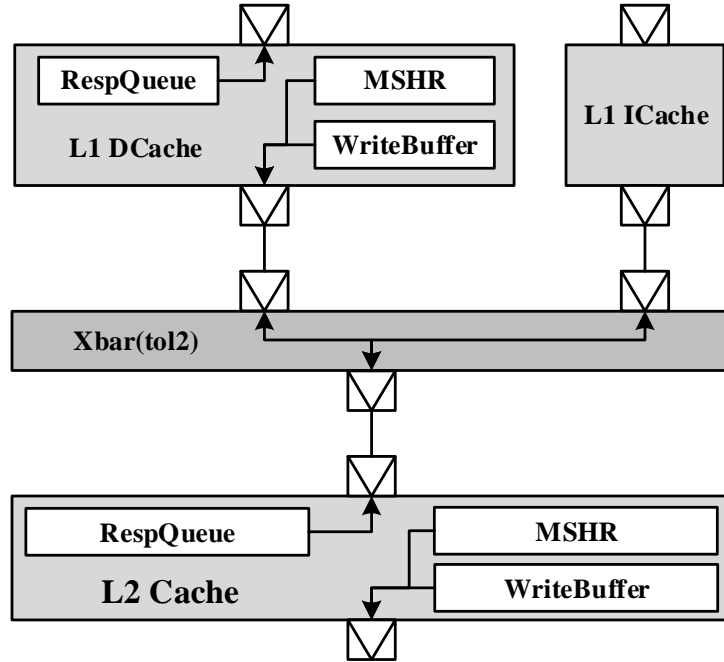 RespQueue
MSHR
L1 DCache
WriteBuffer
L1 ICache
Xbar(tol2)
RespQueue
MSHR
L2 Cache
WriteBuffer